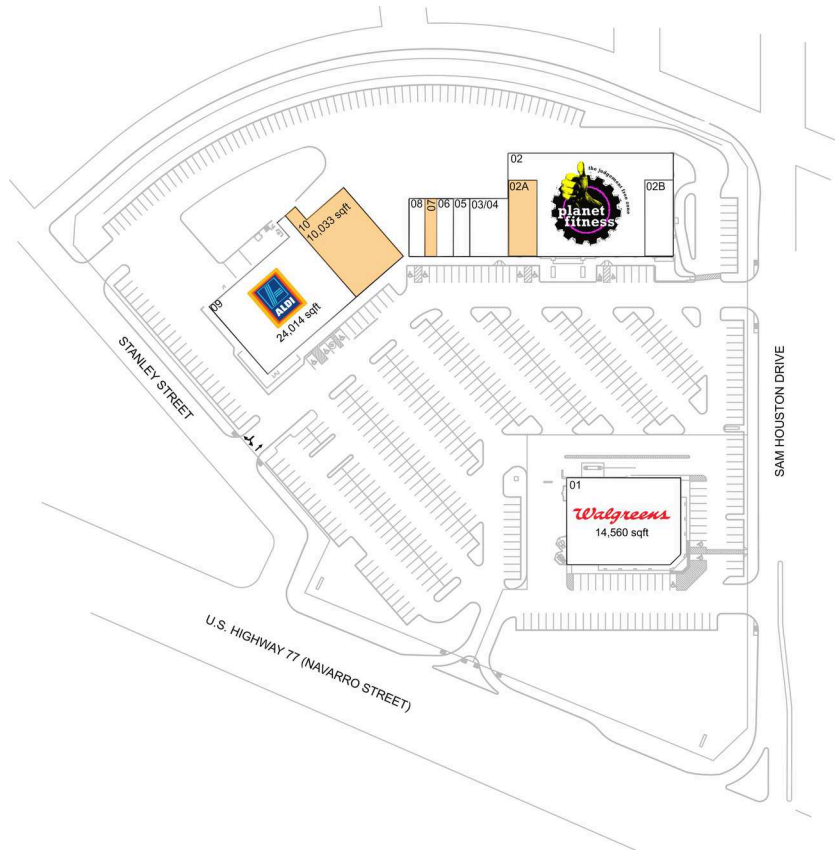 02
the judgement free zone
02A
02B
planet
fitness
08
07
06
05
03/04
10
10,033 sqft
09
ALDI
24,014 sqft
STANLEY STREET
SAM HOUSTON DRIVE
01
Walgreens
14,560 sqft
U.S. HIGHWAY 77 (NAVARRO STREET)